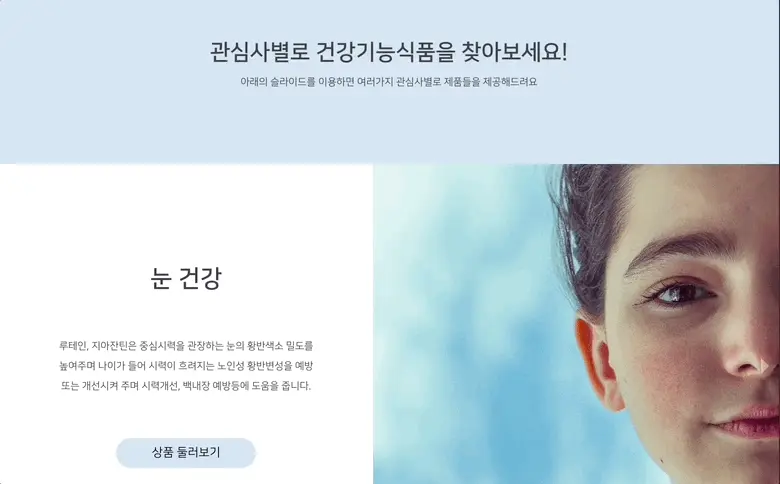 관심사별로 건강기능식품을 찾아보세요!
아래의 슬라이드를 이용하면 여러가지 관심사별로 제품들을 제공해드려요
눈 건강
루테인, 지아잔틴은 중심시력을 관장하는 눈의 황반색소 밀도를
높여주며 나이가 들어 시력이 흐려지는 노인성 황반변성을 예방
또는 개선시켜 주며 시력개선, 백내장 예방등에 도움을 줍니다.
상품 둘러보기